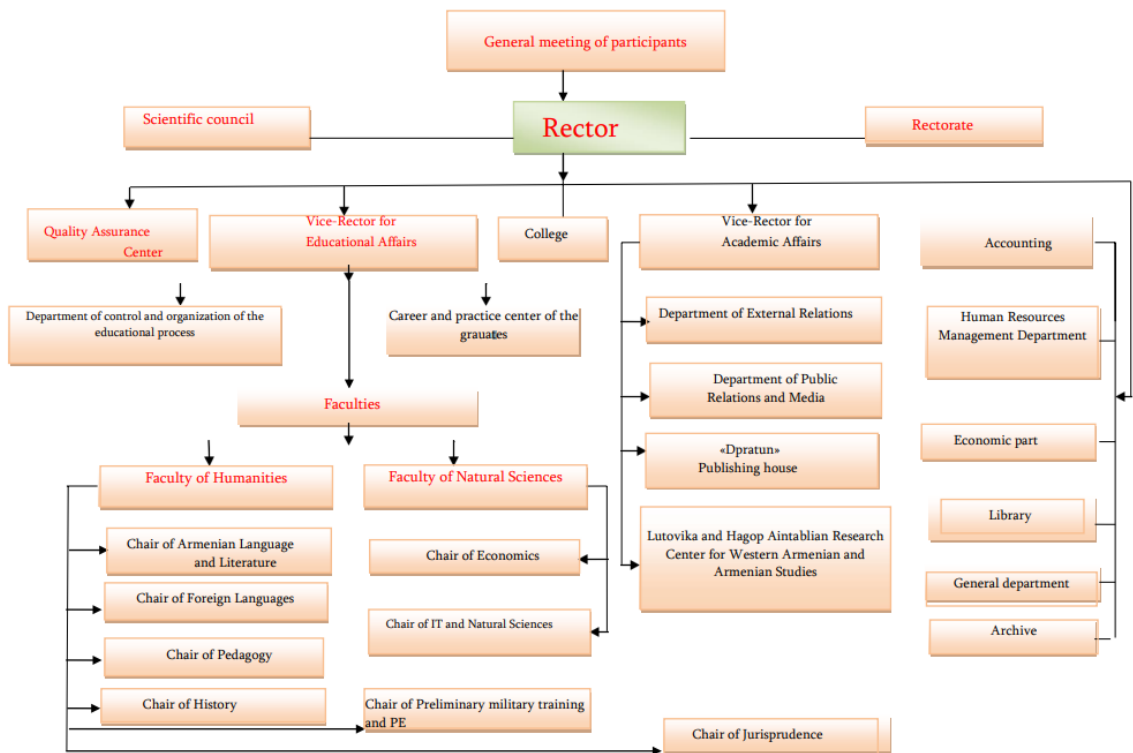 General meeting of participants
Scientific council
Rector
Rectorate
Quality Assurance
Center
Vice-Rector for
Educational Affairs
College
Vice-Rector for
Academic Affairs
Accounting
Department of control and organization of the
educational process
Career and practice center of the
grauates
Department of External Relations
Human Resources
Management Department
Faculties
Department of Public
Relations and Media
Economic part
«Dpratun»
Publishing house
Faculty of Humanities
Faculty of Natural Sciences
Library
Chair of Armenian Language
and Literature
Chair of Economics
Lutovika and Hagop Aintablian Research
Center for Western Armenian and
Armenian Studies
General department
Chair of Foreign Languages
Chair of IT and Natural Sciences
Archive
Chair of Pedagogy
Chair of History
Chair of Preliminary military training
and PE
Chair of Jurisprudence